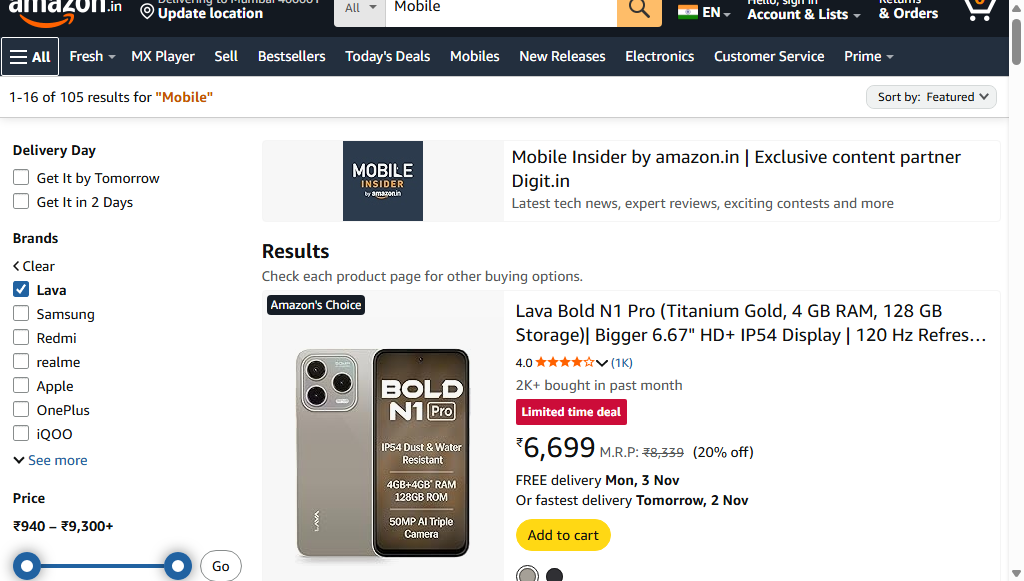 amazon.in
Delivering to Mumbai 400001
Update location
All
Mobile
EN
Hello, sign in
Account & Lists
Returns
& Orders
0
All
Fresh
MX Player
Sell
Bestsellers
Today's Deals
Mobiles
New Releases
Electronics
Customer Service
Prime
1-16 of 105 results for "Mobile"
Sort by: Featured
Delivery Day
Get It by Tomorrow
Get It in 2 Days
Brands
Clear
Lava
Samsung
Redmi
realme
Apple
OnePlus
iQOO
See more
Price
₹940 – ₹9,300+
Go
MOBILE
INSIDER
by amazon.in
Mobile Insider by amazon.in | Exclusive content partner
Digit.in
Latest tech news, expert reviews, exciting contests and more
Results
Check each product page for other buying options.
Amazon's Choice
BOLD
N1 Pro
IP54 Dust & Water
Resistant
4GB+4GB* RAM
128GB ROM
50MP AI Triple
Camera
LAVA
Lava Bold N1 Pro (Titanium Gold, 4 GB RAM, 128 GB
Storage)| Bigger 6.67" HD+ IP54 Display | 120 Hz Refres…
4.0 (1K)
2K+ bought in past month
Limited time deal
₹6,699 M.R.P: ₹8,339 (20% off)
FREE delivery Mon, 3 Nov
Or fastest delivery Tomorrow, 2 Nov
Add to cart